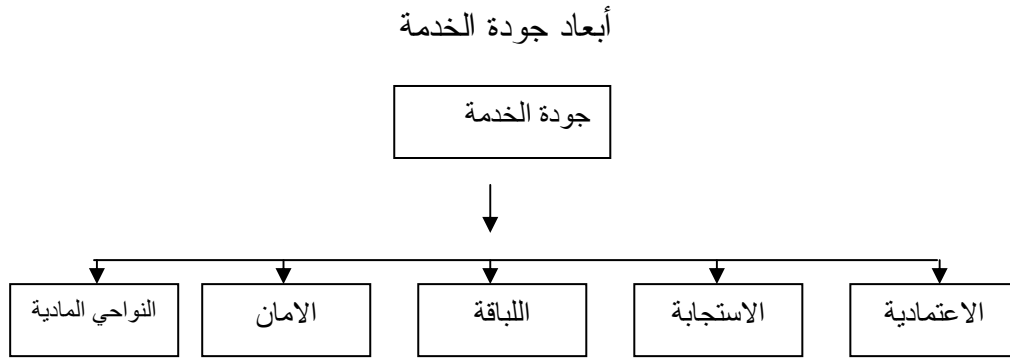 أبعاد جودة الخدمة
جودة الخدمة
الاعتمادية
الاستجابة
اللباقة
الامان
النواحي المادية